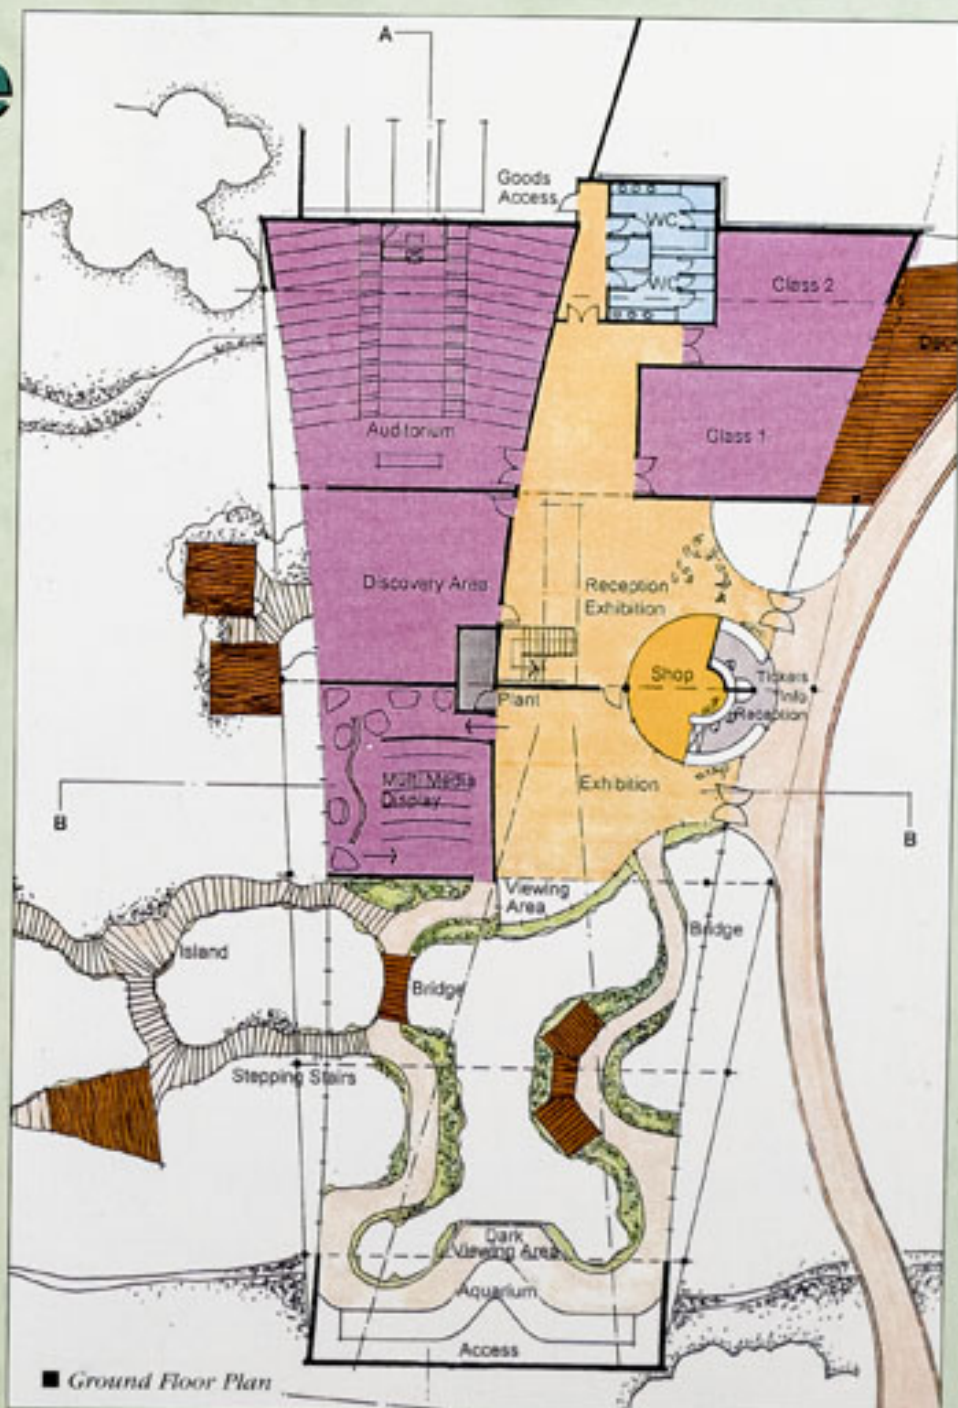 e
A
Goods
Access
WC
WC
Class 2
Deck
Class 1
Auditorium
Discovery Area
Reception
Exhibition
Shop
Tickets
Info
Reception
Plant
Multi Media
Display
Exhibition
B
B
Viewing
Area
Island
Bridge
Bridge
Stepping Stairs
Dark
Viewing Area
Aquarium
Access
■ Ground Floor Plan